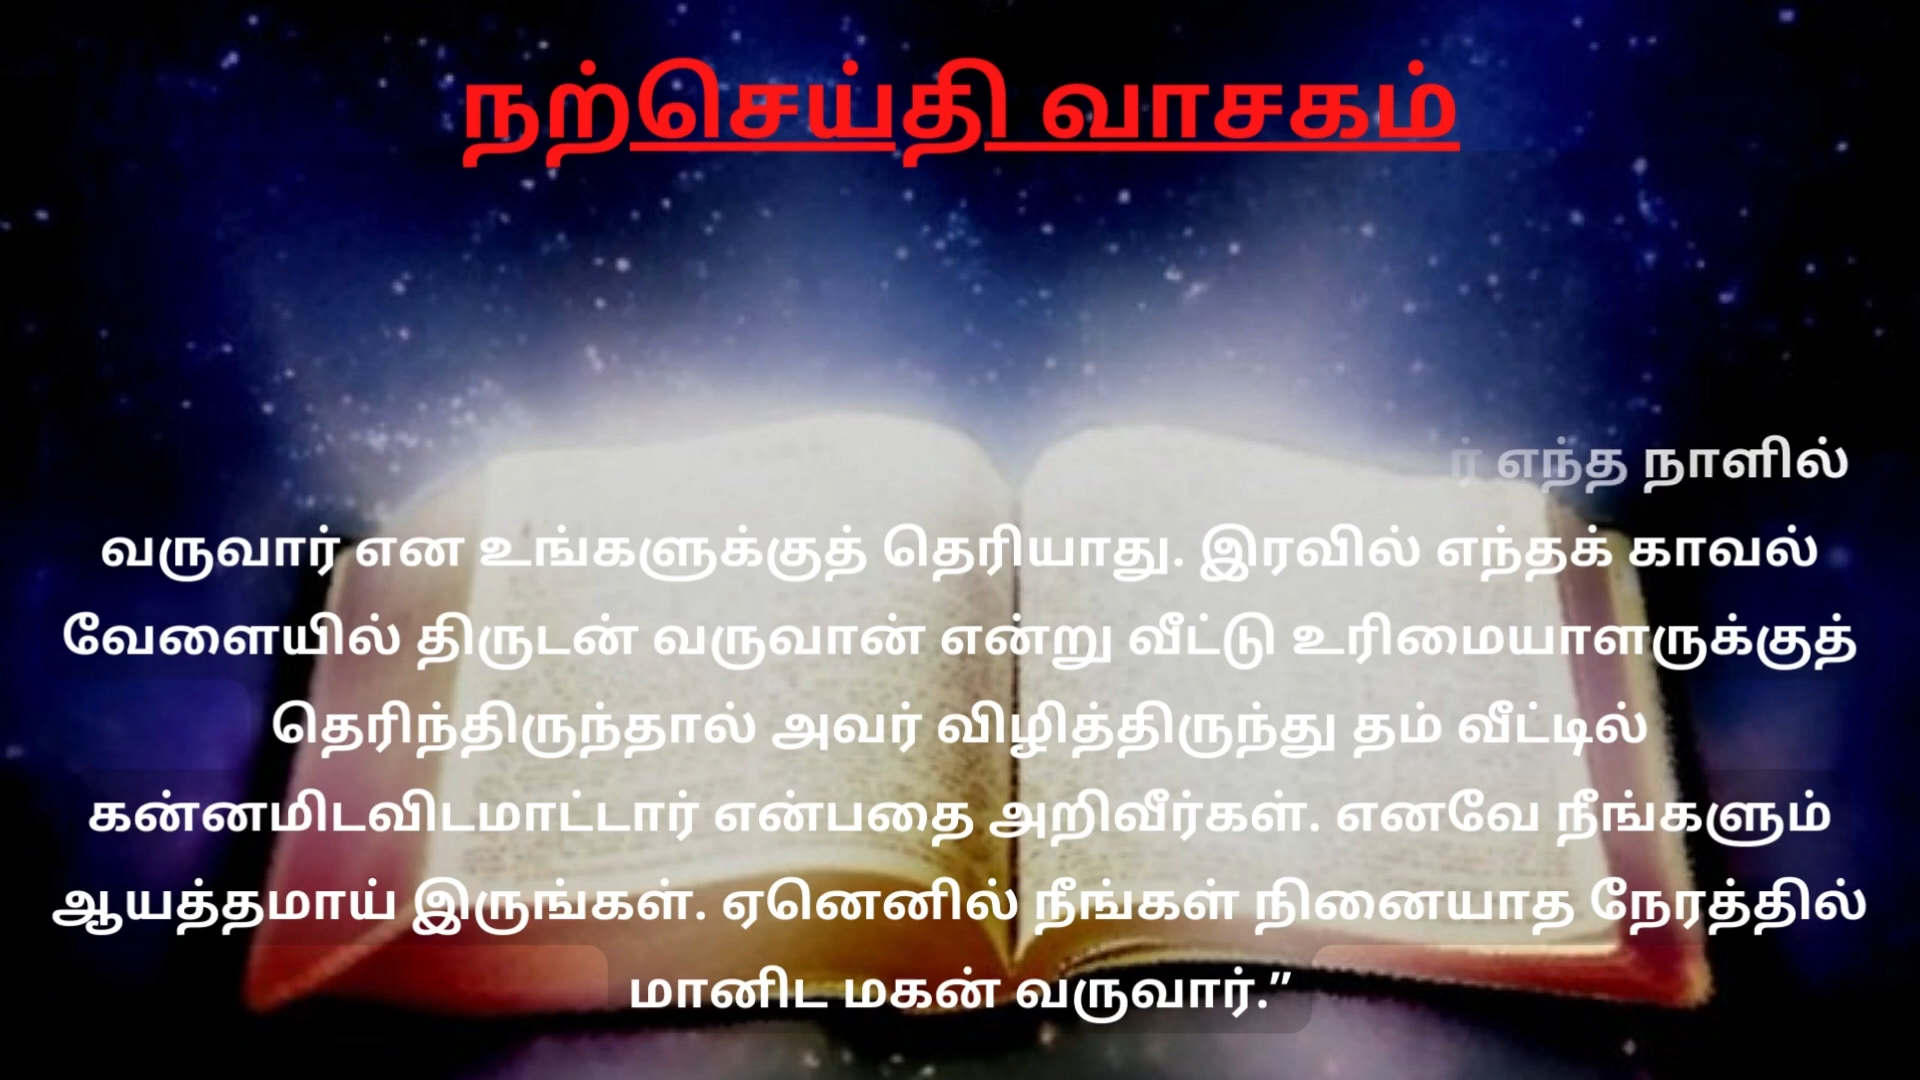 நற்செய்தி வாசகம்
ர் எந்த நாளில்
வருவார் என உங்களுக்குத் தெரியாது. இரவில் எந்தக் காவல்
வேளையில் திருடன் வருவான் என்று வீட்டு உரிமையாளருக்குத்
தெரிந்திருந்தால் அவர் விழித்திருந்து தம் வீட்டில்
கன்னமிடவிடமாட்டார் என்பதை அறிவீர்கள். எனவே நீங்களும்
ஆயத்தமாய் இருங்கள். ஏனெனில் நீங்கள் நினையாத நேரத்தில்
மானிட மகன் வருவார்.”